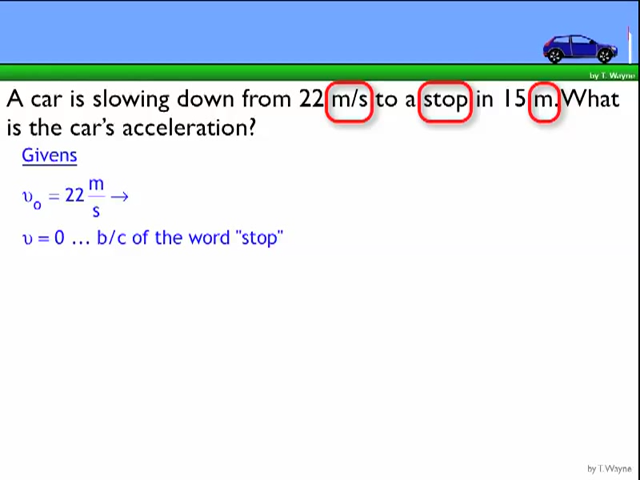 by T. Wayne
A car is slowing down from 22 m/s to a stop in 15 m. What
is the car's acceleration?
Givens
υₒ = 22 m/s →
υ = 0 ... b/c of the word "stop"
by T. Wayne